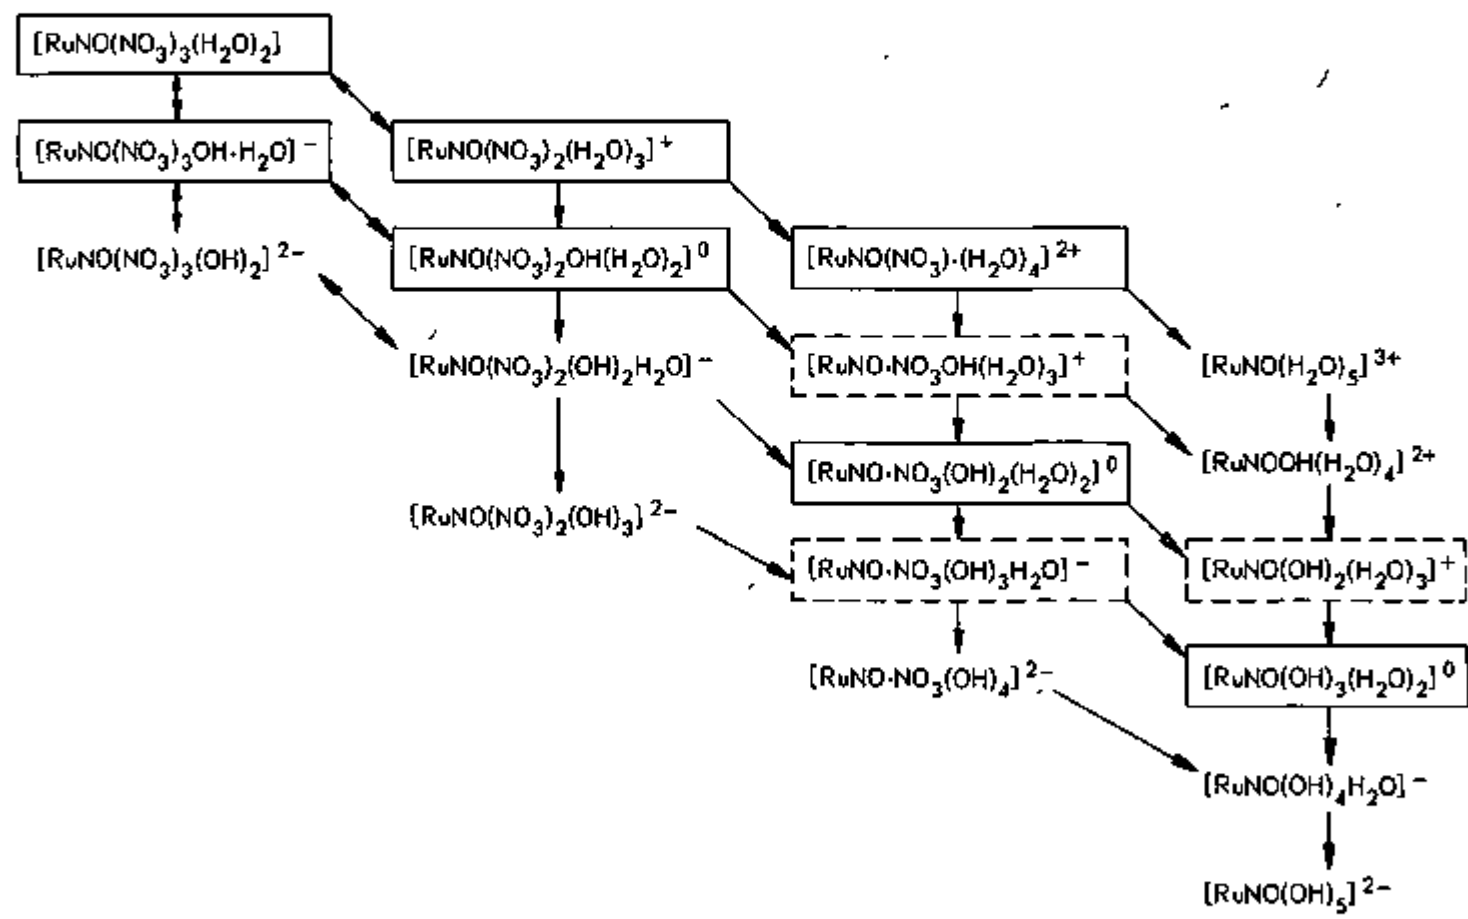 [RuNO(NO₃)₃(H₂O)₂]
[RuNO(NO₃)₃OH·H₂O]⁻
[RuNO(NO₃)₂(H₂O)₃]⁺
[RuNO(NO₃)₃(OH)₂]²⁻
[RuNO(NO₃)₂OH(H₂O)₂]⁰
[RuNO(NO₃)·(H₂O)₄]²⁺
[RuNO(NO₃)₂(OH)₂H₂O]⁻
[RuNO·NO₃OH(H₂O)₃]⁺
[RuNO(H₂O)₅]³⁺
[RuNOOH(H₂O)₄]²⁺
[RuNO·NO₃(OH)₂(H₂O)₂]⁰
[RuNO(NO₃)₂(OH)₃]²⁻
[RuNO·NO₃(OH)₃H₂O]⁻
[RuNO(OH)₂(H₂O)₃]⁺
[RuNO·NO₃(OH)₄]²⁻
[RuNO(OH)₃(H₂O)₂]⁰
[RuNO(OH)₄H₂O]⁻
[RuNO(OH)₅]²⁻